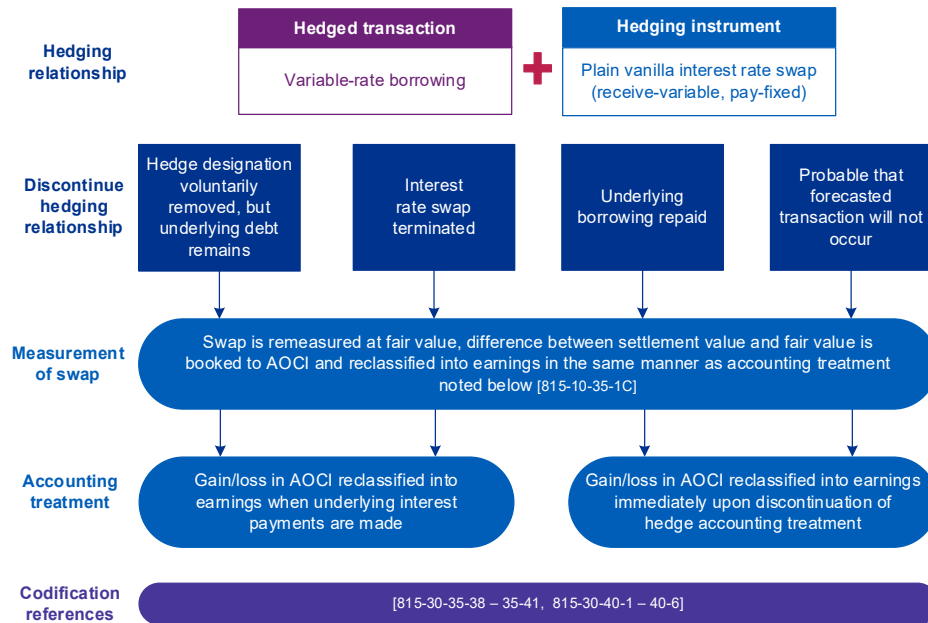 Hedging
relationship
Hedged transaction
Variable-rate borrowing
Hedging instrument
Plain vanilla interest rate swap
(receive-variable, pay-fixed)
Discontinue
hedging
relationship
Hedge designation
voluntarily
removed, but
underlying debt
remains
Interest
rate swap
terminated
Underlying
borrowing repaid
Probable that
forecasted
transaction will not
occur
Measurement
of swap
Swap is remeasured at fair value, difference between settlement value and fair value is
booked to AOCI and reclassified into earnings in the same manner as accounting treatment
noted below [815-10-35-1C]
Accounting
treatment
Gain/loss in AOCI reclassified into
earnings when underlying interest
payments are made
Gain/loss in AOCI reclassified into earnings
immediately upon discontinuation of
hedge accounting treatment
Codification
references
[815-30-35-38 – 35-41, 815-30-40-1 – 40-6]